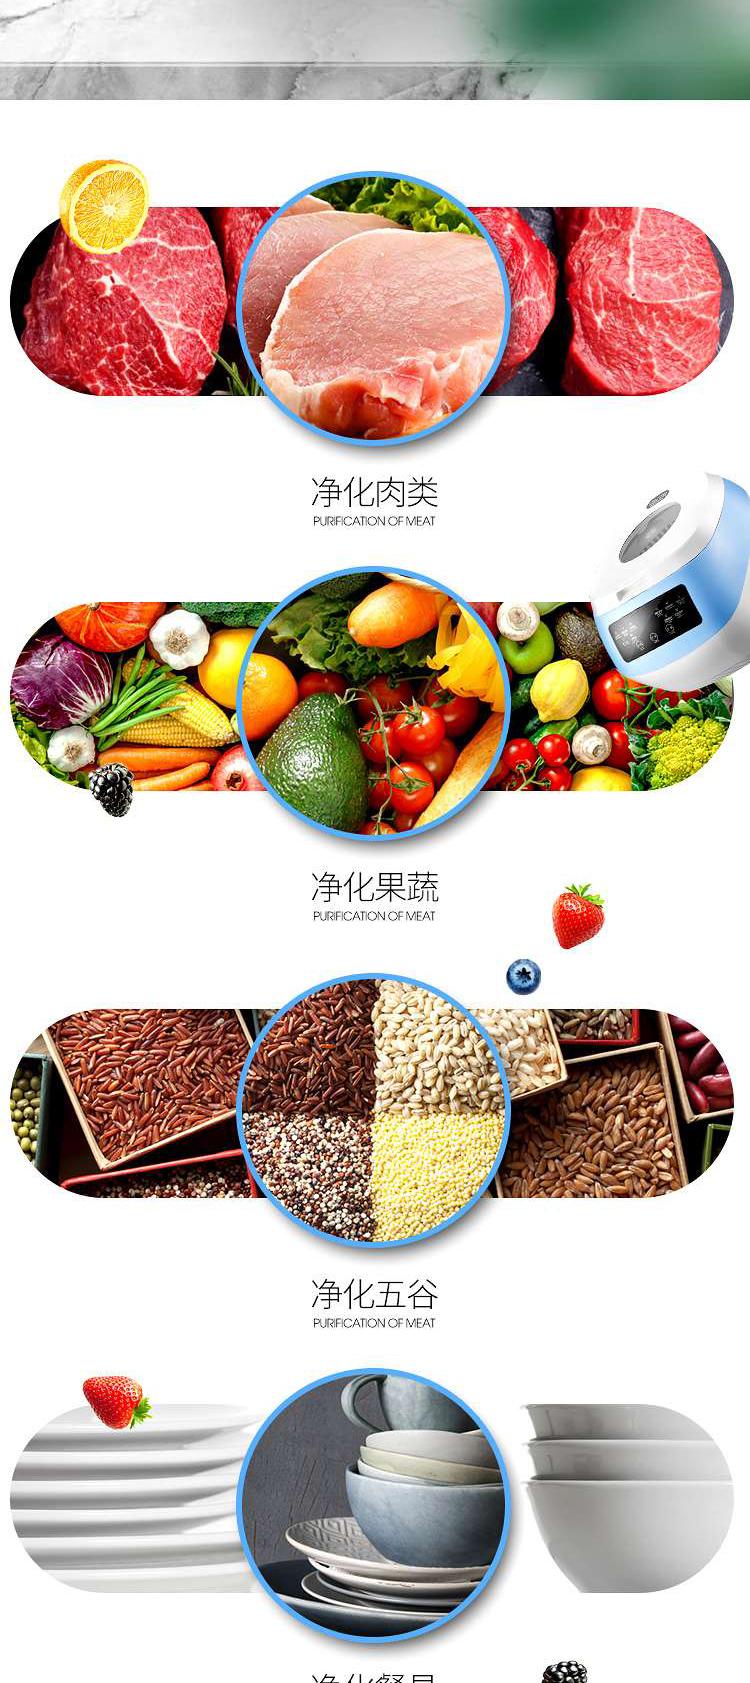 净化肉类
PURIFICATION OF MEAT
净化果蔬
PURIFICATION OF MEAT
净化五谷
PURIFICATION OF MEAT